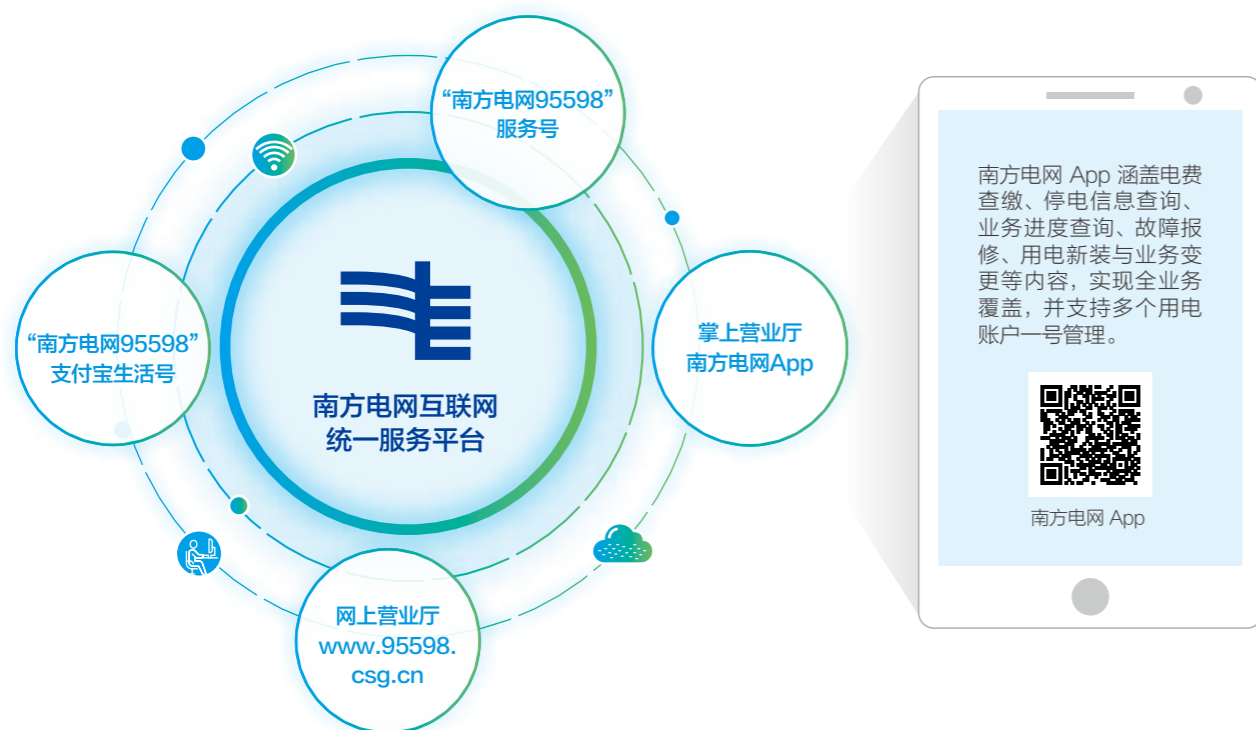 “南方电网95598”
服务号
“南方电网95598”
支付宝生活号
南方电网互联网
统一服务平台
掌上营业厅
南方电网App
网上营业厅
www.95598.
csg.cn
南方电网 App 涵盖电费
查缴、停电信息查询、
业务进度查询、故障报
修、用电新装与业务变
更等内容，实现全业务
覆盖，并支持多个用电
账户一号管理。
南方电网 App